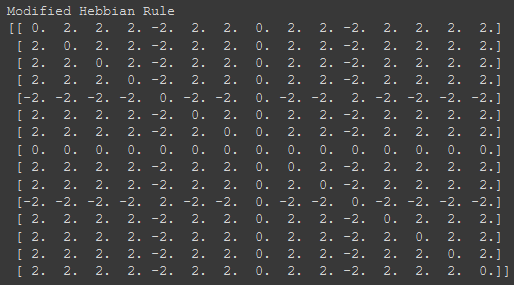 Modified Hebbian Rule
[[ 0.  2.  2.  2. -2.  2.  2.  0.  2.  2. -2.  2.  2.  2.  2.]
[ 2.  0.  2.  2. -2.  2.  2.  0.  2.  2. -2.  2.  2.  2.  2.]
[ 2.  2.  0.  2. -2.  2.  2.  0.  2.  2. -2.  2.  2.  2.  2.]
[ 2.  2.  2.  0. -2.  2.  2.  0.  2.  2. -2.  2.  2.  2.  2.]
[-2. -2. -2. -2.  0. -2. -2.  0. -2. -2.  2. -2. -2. -2. -2.]
[ 2.  2.  2.  2. -2.  0.  2.  0.  2.  2. -2.  2.  2.  2.  2.]
[ 2.  2.  2.  2. -2.  2.  0.  0.  2.  2. -2.  2.  2.  2.  2.]
[ 0.  0.  0.  0.  0.  0.  0.  0.  0.  0.  0.  0.  0.  0.  0.]
[ 2.  2.  2.  2. -2.  2.  2.  0.  0.  2. -2.  2.  2.  2.  2.]
[ 2.  2.  2.  2. -2.  2.  2.  0.  2.  0. -2.  2.  2.  2.  2.]
[-2. -2. -2. -2.  2. -2. -2.  0. -2. -2.  0. -2. -2. -2. -2.]
[ 2.  2.  2.  2. -2.  2.  2.  0.  2.  2. -2.  0.  2.  2.  2.]
[ 2.  2.  2.  2. -2.  2.  2.  0.  2.  2. -2.  2.  0.  2.  2.]
[ 2.  2.  2.  2. -2.  2.  2.  0.  2.  2. -2.  2.  2.  0.  2.]
[ 2.  2.  2.  2. -2.  2.  2.  0.  2.  2. -2.  2.  2.  2.  0.]]